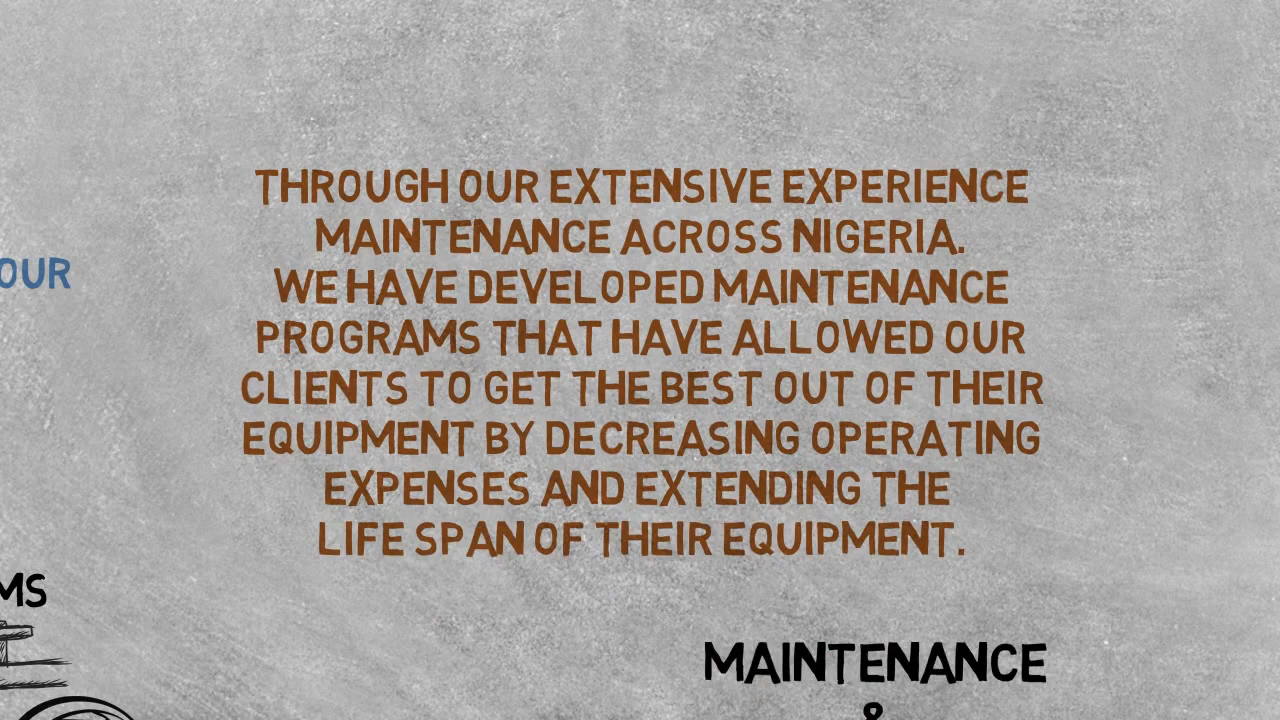 THROUGH OUR EXTENSIVE EXPERIENCE
MAINTENANCE ACROSS NIGERIA.
WE HAVE DEVELOPED MAINTENANCE
PROGRAMS THAT HAVE ALLOWED OUR
CLIENTS TO GET THE BEST OUT OF THEIR
EQUIPMENT BY DECREASING OPERATING
EXPENSES AND EXTENDING THE
LIFE SPAN OF THEIR EQUIPMENT.
OUR
MS
MAINTENANCE
&